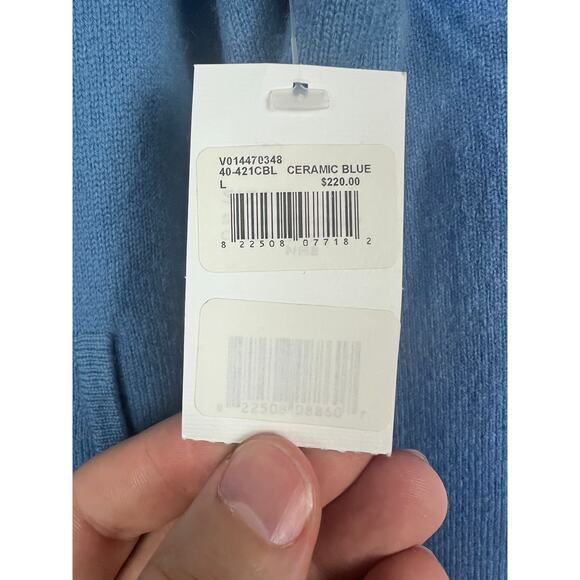 V014470348
40-421CBL CERAMIC BLUE
L $220.00
8 22508 07718 2